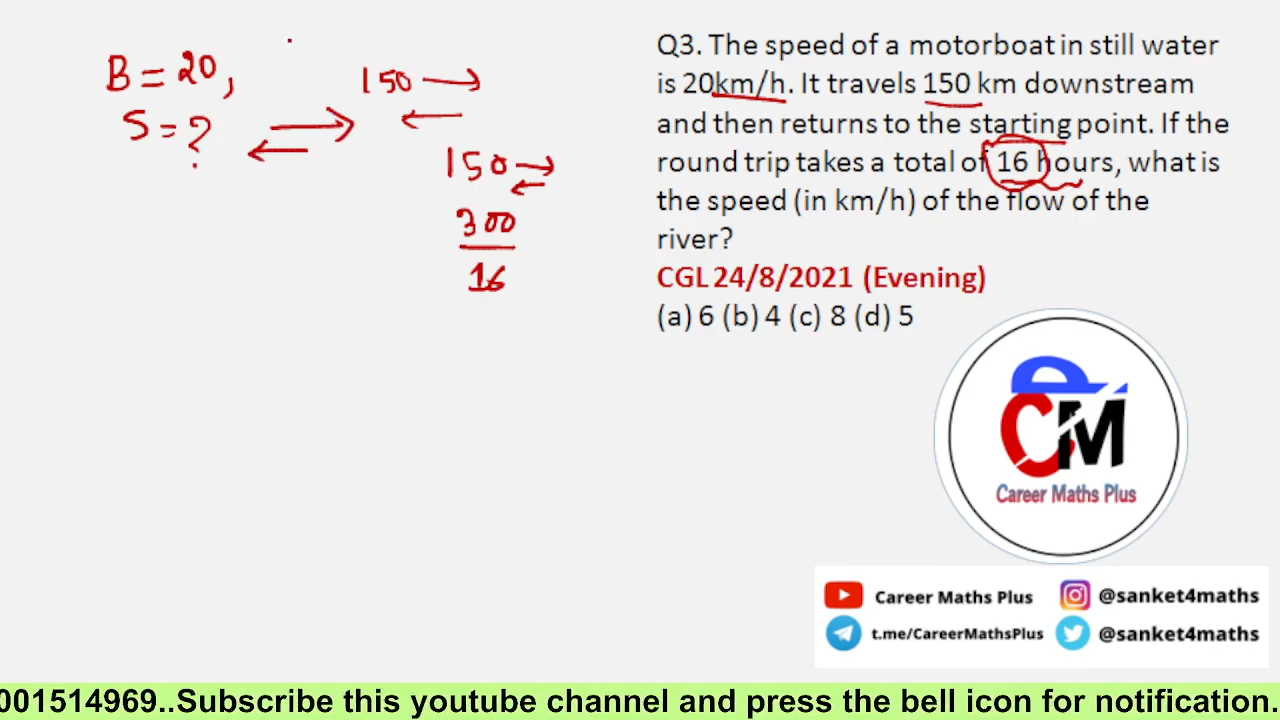 B = 20,
S = ?
150 →
←
→
←
150 →
←
300
16
Q3. The speed of a motorboat in still water
is 20km/h. It travels 150 km downstream
and then returns to the starting point. If the
round trip takes a total of 16 hours, what is
the speed (in km/h) of the flow of the
river?
CGL 24/8/2021 (Evening)
(a) 6 (b) 4 (c) 8 (d) 5
CM
Career Maths Plus
Career Maths Plus
@sanket4maths
t.me/CareerMathsPlus
@sanket4maths
001514969..Subscribe this youtube channel and press the bell icon for notification.